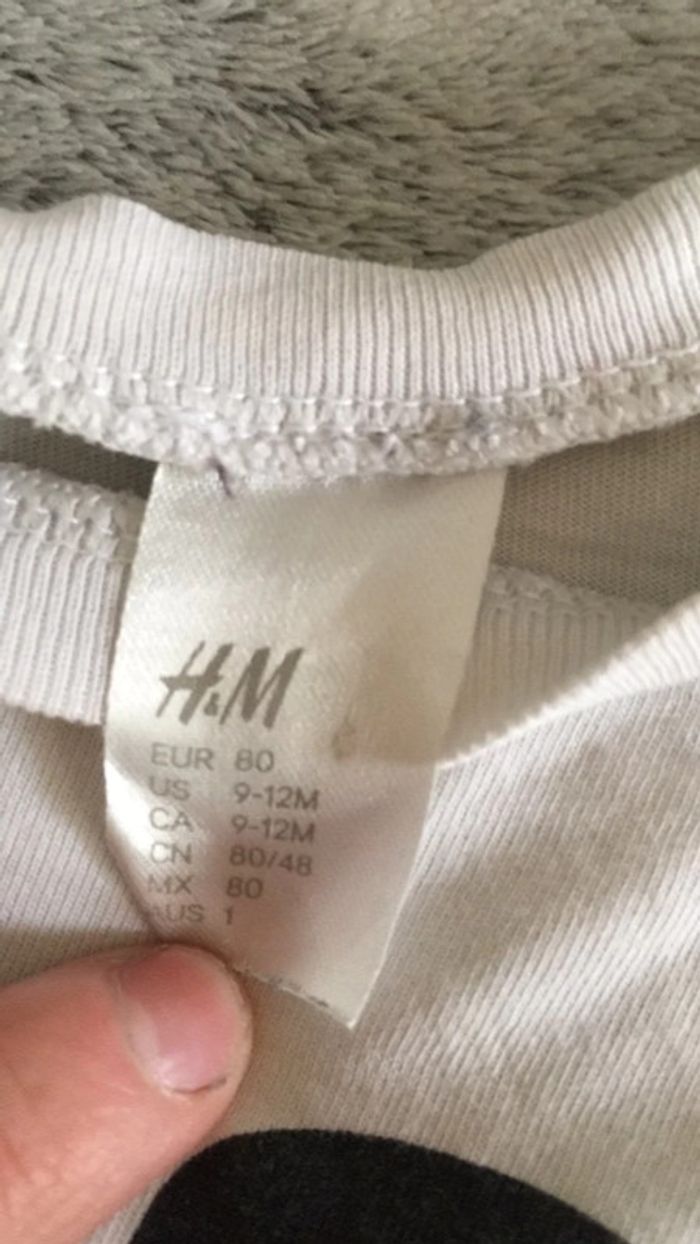 H&M
EUR 80
US 9-12M
CA 9-12M
CN 80/48
MX 80
AUS 1